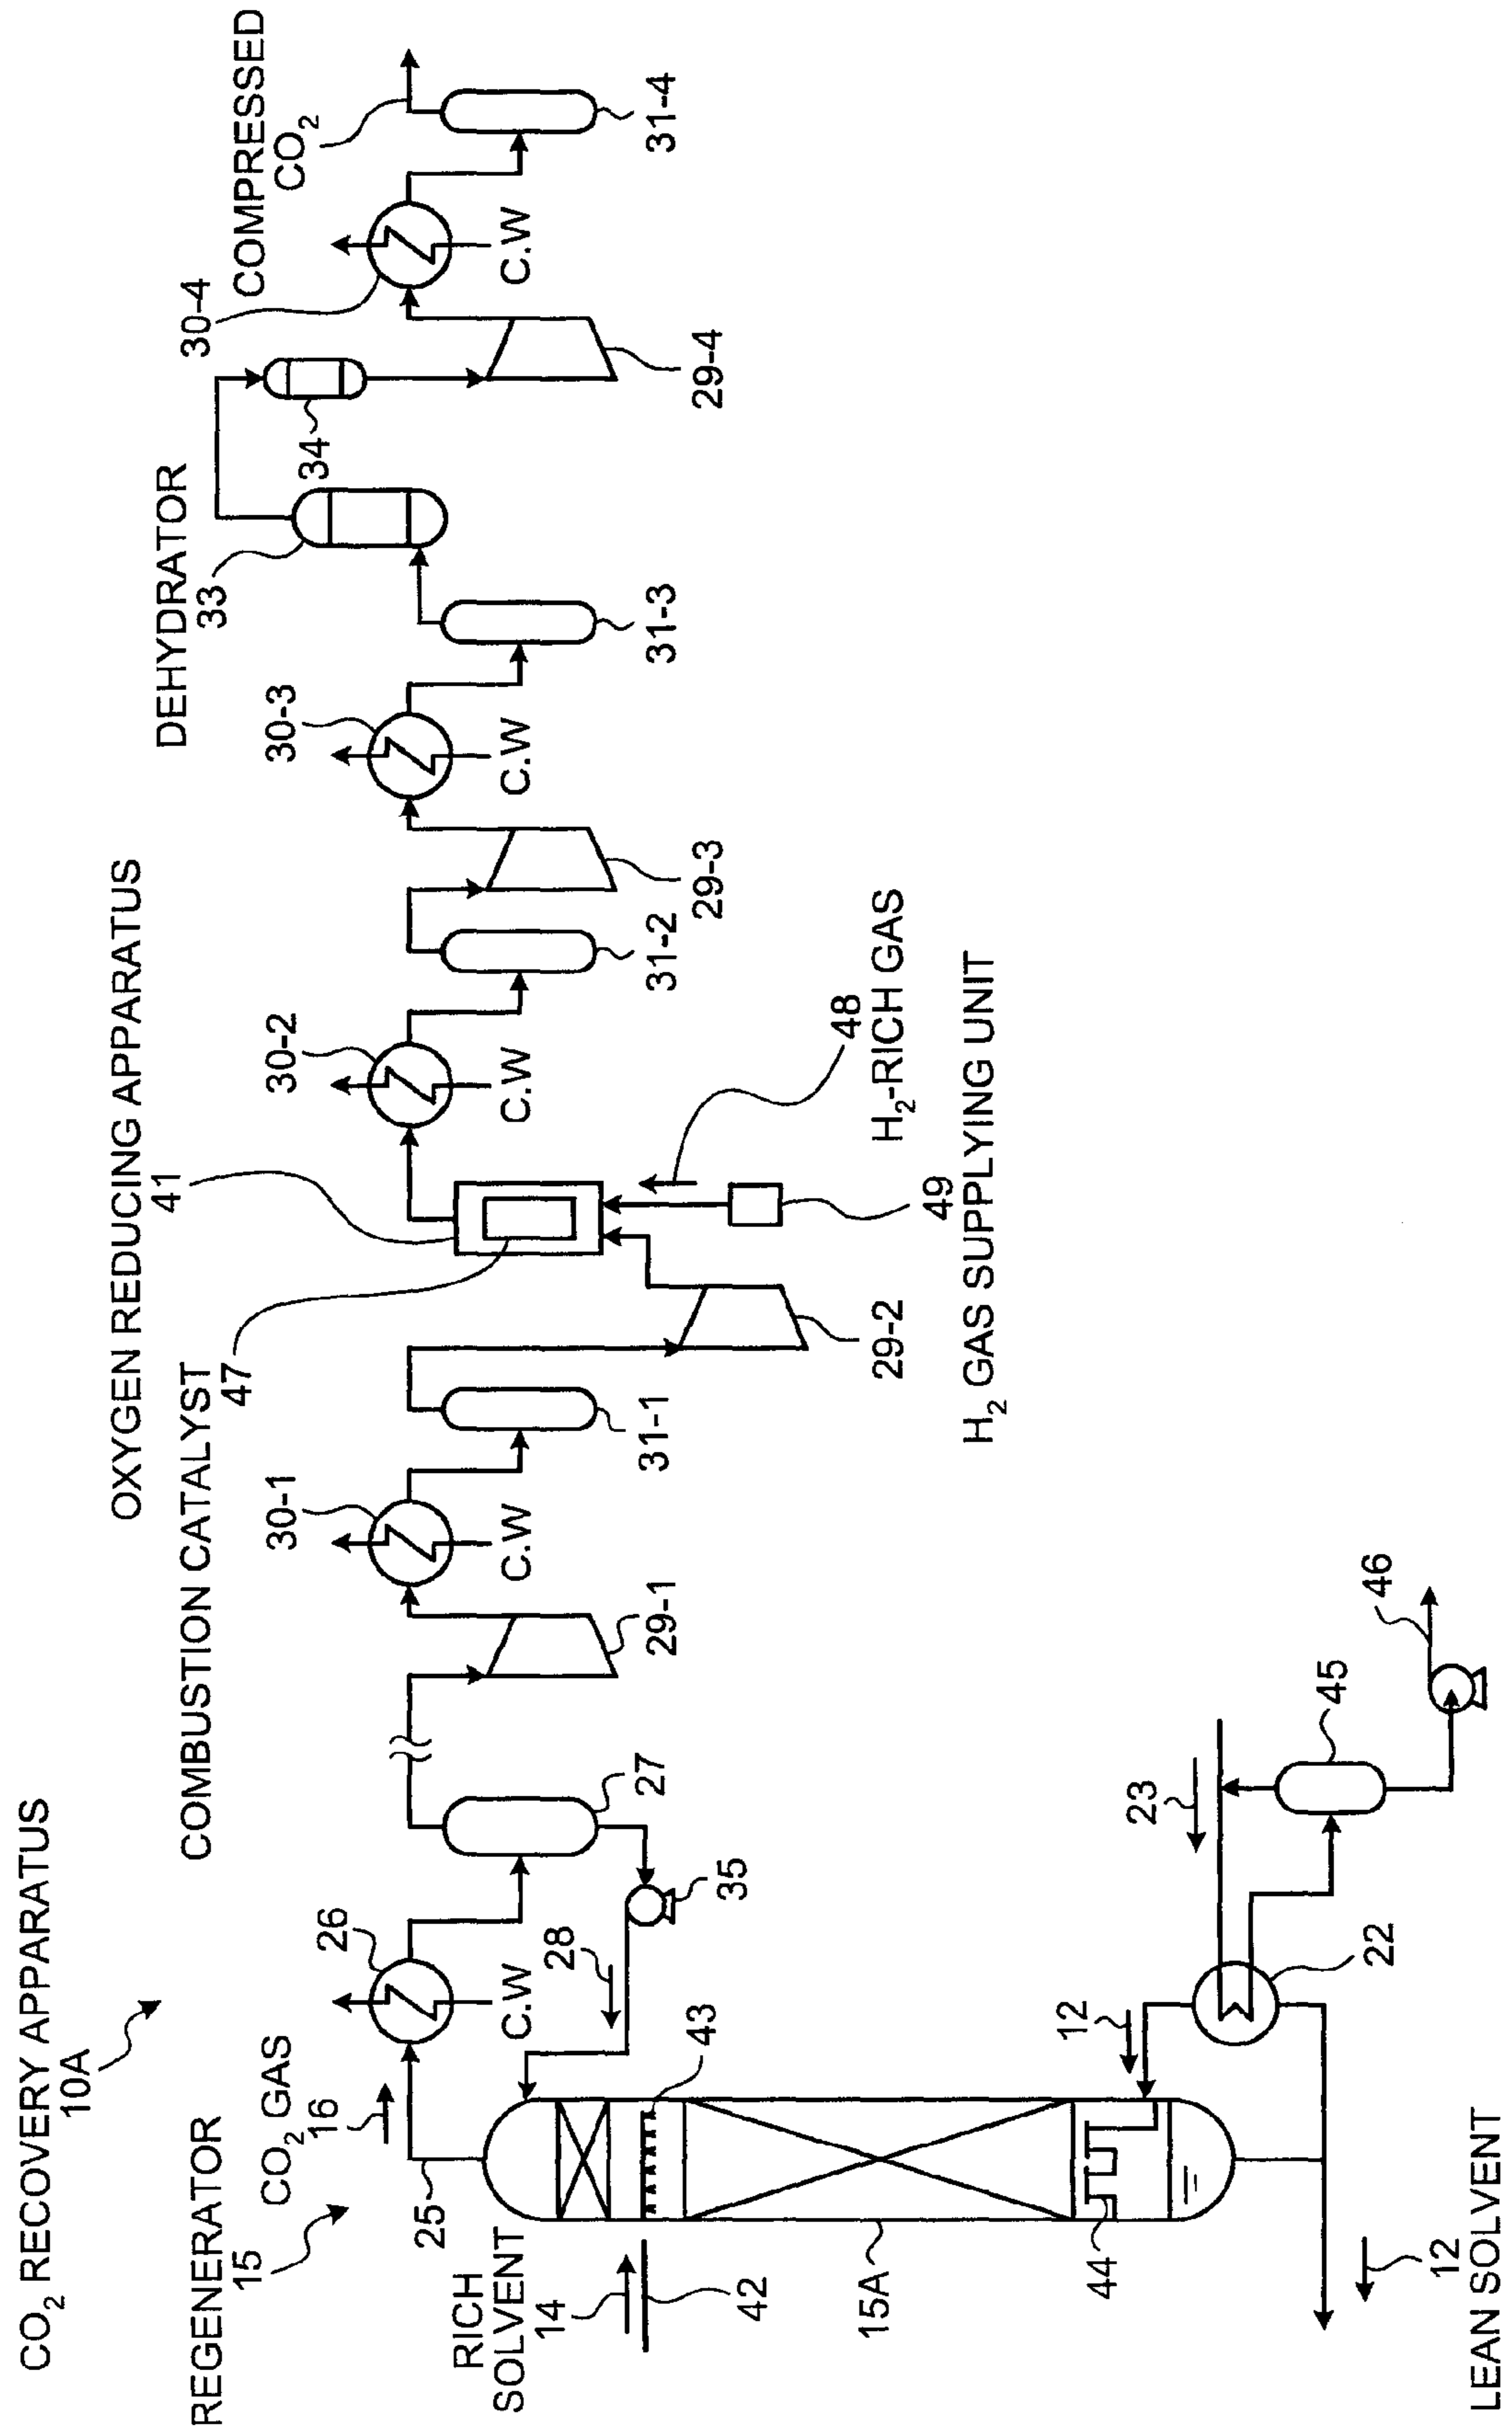 CO2 RECOVERY APPARATUS
10A
REGENERATOR
15
CO2 GAS
16
25
RICH
SOLVENT
14
42
15A
43
44
12
12
LEAN SOLVENT
22
23
45
46
26
C.W
27
28
35
COMBUSTION CATALYST
47
OXYGEN REDUCING APPARATUS
41
29-1
30-1
C.W
31-1
29-2
49
H2 GAS SUPPLYING UNIT
48
H2-RICH GAS
30-2
C.W
31-2
29-3
30-3
C.W
31-3
DEHYDRATOR
33
34
29-4
30-4
C.W
31-4
COMPRESSED
CO2